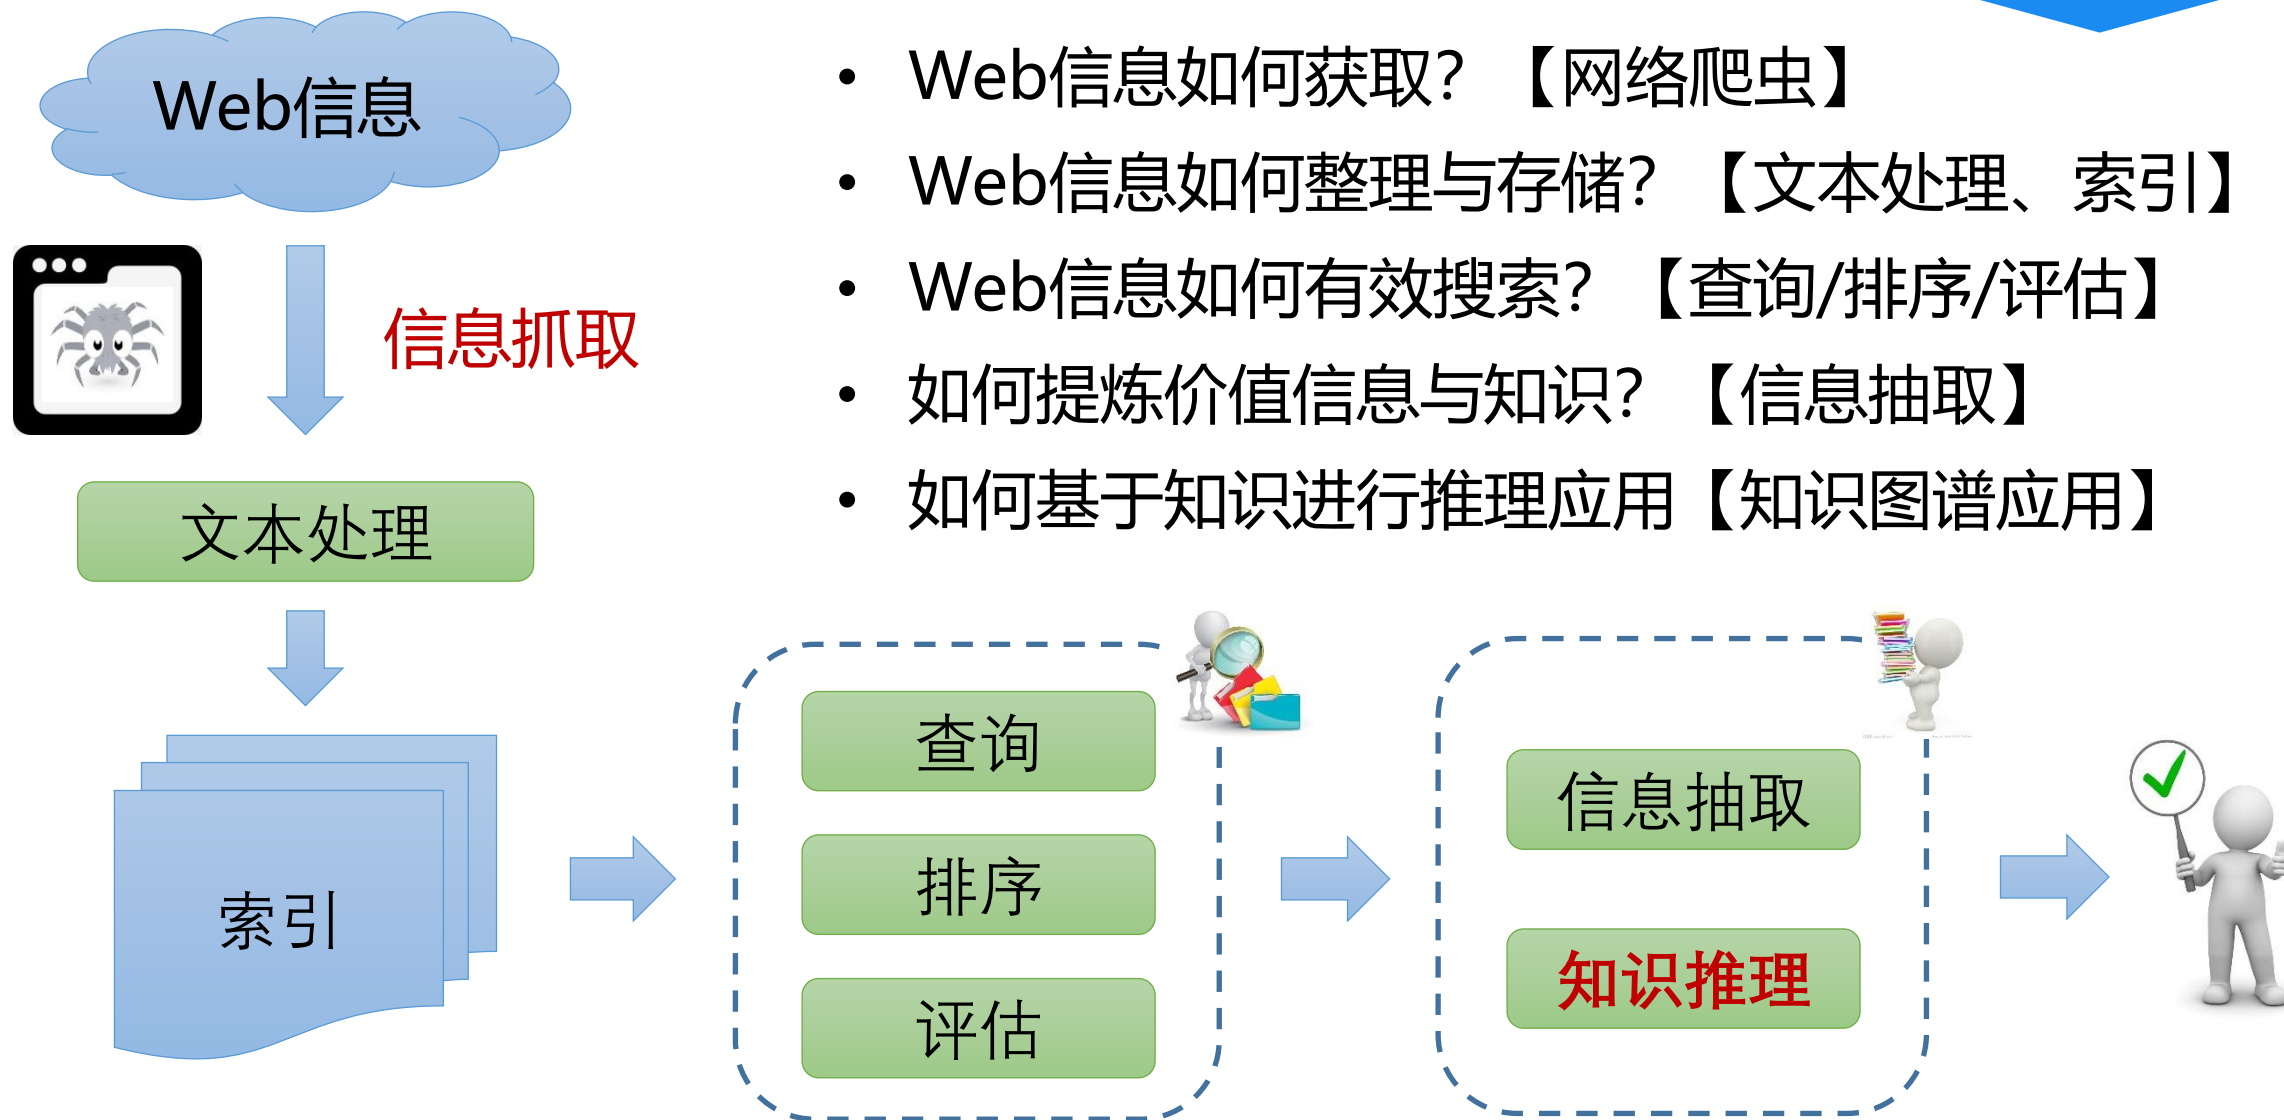 Web信息
信息抓取
文本处理
索引
• Web信息如何获取？【网络爬虫】
• Web信息如何整理与存储？【文本处理、索引】
• Web信息如何有效搜索？【查询/排序/评估】
• 如何提炼价值信息与知识？【信息抽取】
• 如何基于知识进行推理应用【知识图谱应用】
查询
排序
评估
信息抽取
知识推理